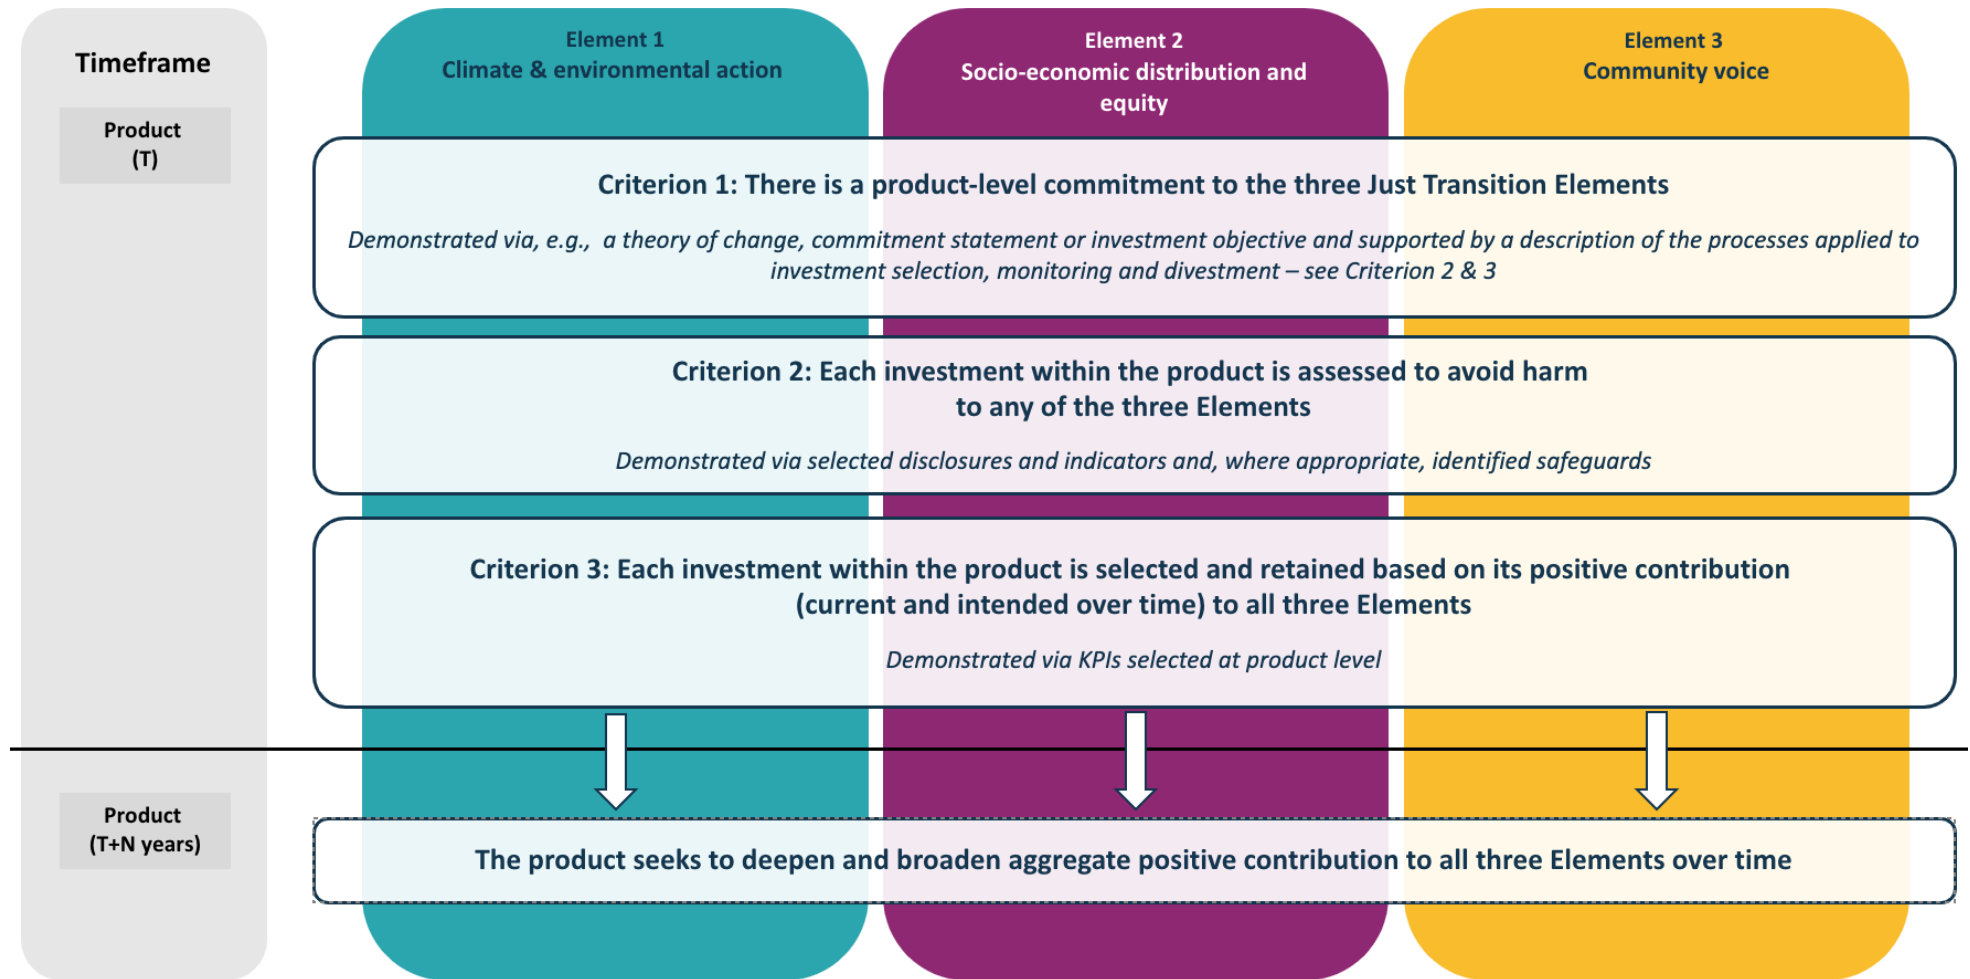 Timeframe
Product
(T)
Element 1
Climate & environmental action
Element 2
Socio-economic distribution and
equity
Element 3
Community voice
Criterion 1: There is a product-level commitment to the three Just Transition Elements
Demonstrated via, e.g.,  a theory of change, commitment statement or investment objective and supported by a description of the processes applied to
investment selection, monitoring and divestment – see Criterion 2 & 3
Criterion 2: Each investment within the product is assessed to avoid harm
to any of the three Elements
Demonstrated via selected disclosures and indicators and, where appropriate, identified safeguards
Criterion 3: Each investment within the product is selected and retained based on its positive contribution
(current and intended over time) to all three Elements
Demonstrated via KPIs selected at product level
Product
(T+N years)
The product seeks to deepen and broaden aggregate positive contribution to all three Elements over time